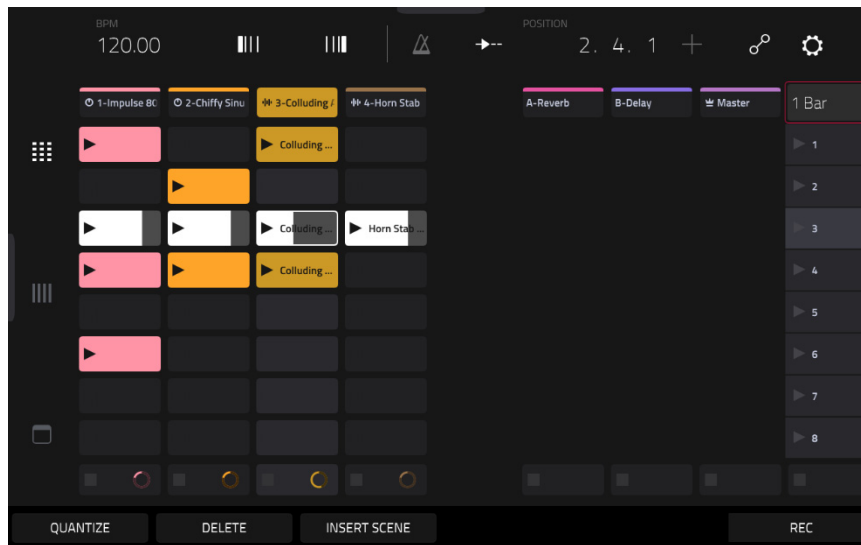 BPM
120.00
POSITION
2. 4. 1
1-Impulse 80
2-Chiffy Sinu
3-Colluding A
4-Horn Stab
A-Reverb
B-Delay
Master
1 Bar
Colluding ...
1
2
Colluding ...
Horn Stab ...
3
Colluding ...
4
5
6
7
8
QUANTIZE
DELETE
INSERT SCENE
REC